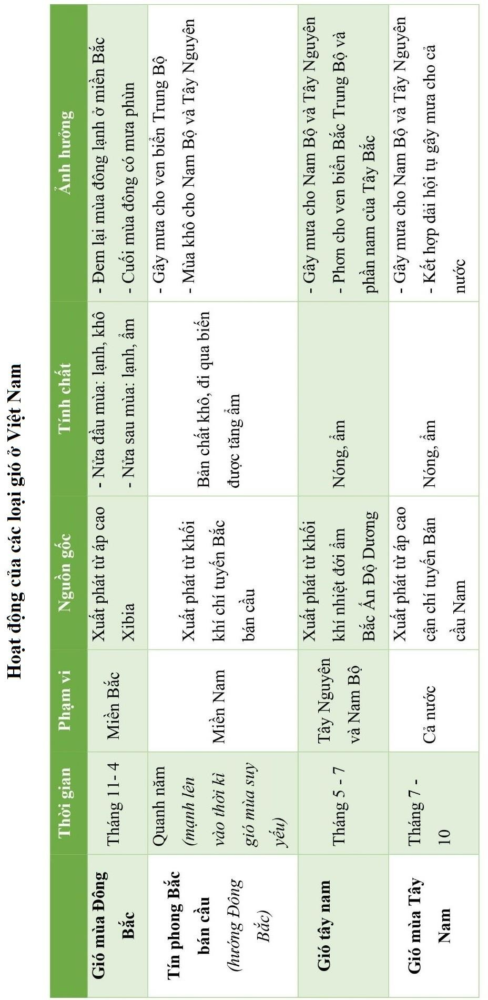 Hoạt động của các loại gió ở Việt Nam
Thời gian
Phạm vi
Nguồn gốc
Tính chất
Ảnh hưởng
Gió mùa Đông
Bắc
Tháng 11- 4
Miền Bắc
Xuất phát từ áp cao
Xibia
- Nửa đầu mùa: lạnh, khô
- Nửa sau mùa: lạnh, ẩm
- Đem lại mùa đông lạnh ở miền Bắc
- Cuối mùa đông có mưa phùn
Tín phong Bắc
bán cầu
(hướng Đông
Bắc)
Quanh năm
(mạnh lên
vào thời kì
gió mùa suy
yếu)
Miền Nam
Xuất phát từ khối
khí chí tuyến Bắc
bán cầu
Bản chất khô, đi qua biển
được tăng ẩm
- Gây mưa cho ven biển Trung Bộ
- Mùa khô cho Nam Bộ và Tây Nguyên
Gió tây nam
Tháng 5 - 7
Tây Nguyên
và Nam Bộ
Xuất phát từ khối
khí nhiệt đới ẩm
Bắc Ấn Độ Dương
Nóng, ẩm
- Gây mưa cho Nam Bộ và Tây Nguyên
- Phơn cho ven biển Bắc Trung Bộ và
phần nam của Tây Bắc
Gió mùa Tây
Nam
Tháng 7 -
10
Cả nước
Xuất phát từ áp cao
cận chí tuyến Bán
cầu Nam
Nóng, ẩm
- Gây mưa cho Nam Bộ và Tây Nguyên
- Kết hợp dải hội tụ gây mưa cho cả
nước